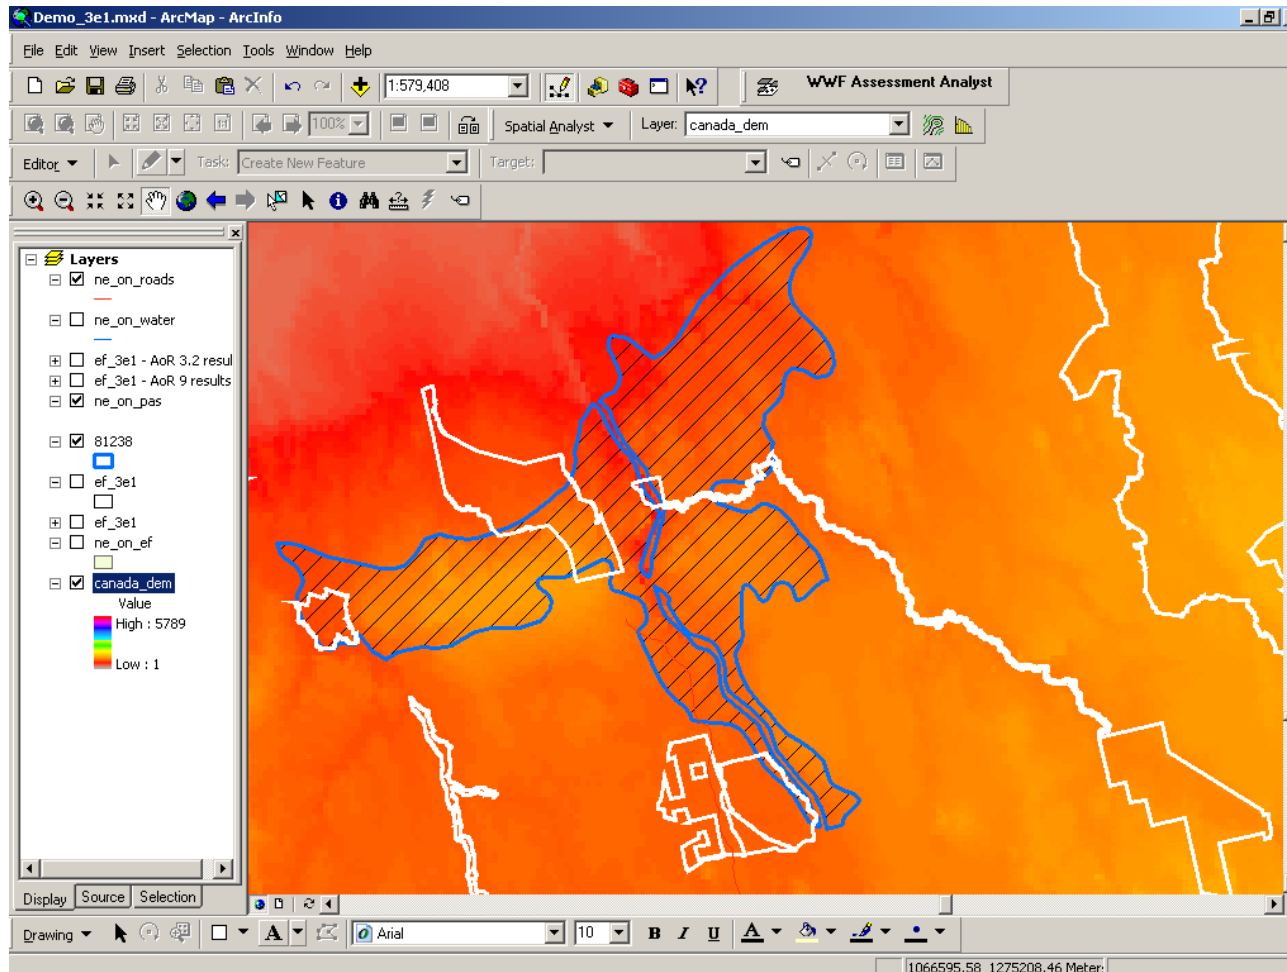 Demo_3e1.mxd - ArcMap - ArcInfo
File Edit View Insert Selection Tools Window Help
1:579,408 WWF Assessment Analyst
100% Spatial Analyst Layer: canada_dem
Editor Task: Create New Feature Target:
Layers
ne_on_roads
ne_on_water
ef_3e1 - AoR 3.2 resul
ef_3e1 - AoR 9 results
ne_on_pas
81238
ef_3e1
ef_3e1
ne_on_ef
canada_dem
Value
High : 5789
Low : 1
Display Source Selection
Drawing A Arial 10 B I U A
1066595.58 1275208.46 Meter